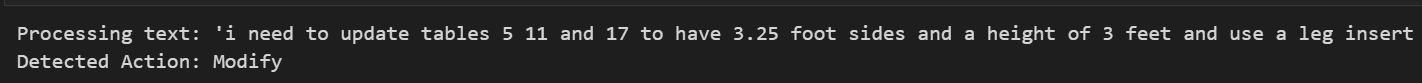 Processing text: 'i need to update tables 5 11 and 17 to have 3.25 foot sides and a height of 3 feet and use a leg insert
Detected Action: Modify